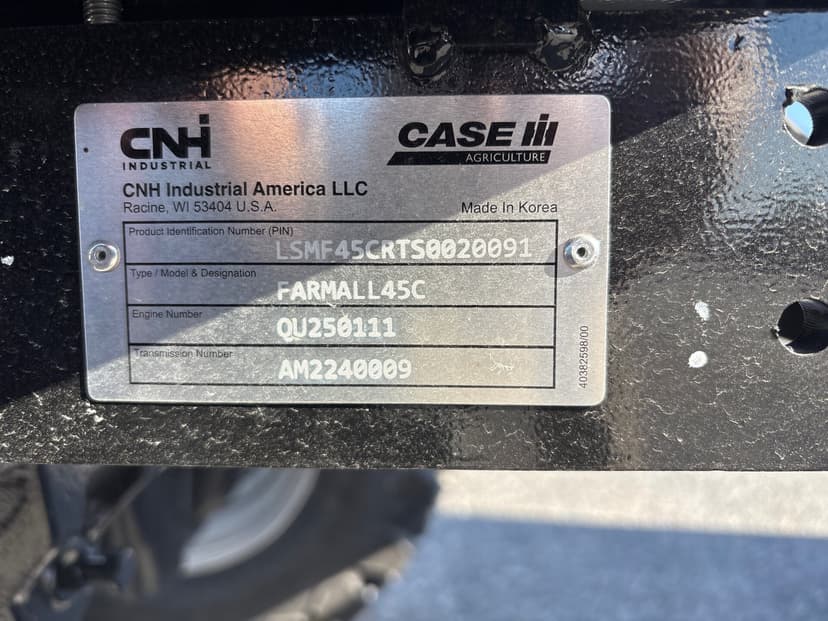 CNH
INDUSTRIAL
CASE IH
AGRICULTURE
CNH Industrial America LLC
Racine, WI 53404 U.S.A.
Made In Korea
Product Identification Number (PIN)
LSMF45CRTS0020091
Type / Model & Designation
FARMALL45C
Engine Number
QU250111
Transmission Number
AM2240009
40382598/00